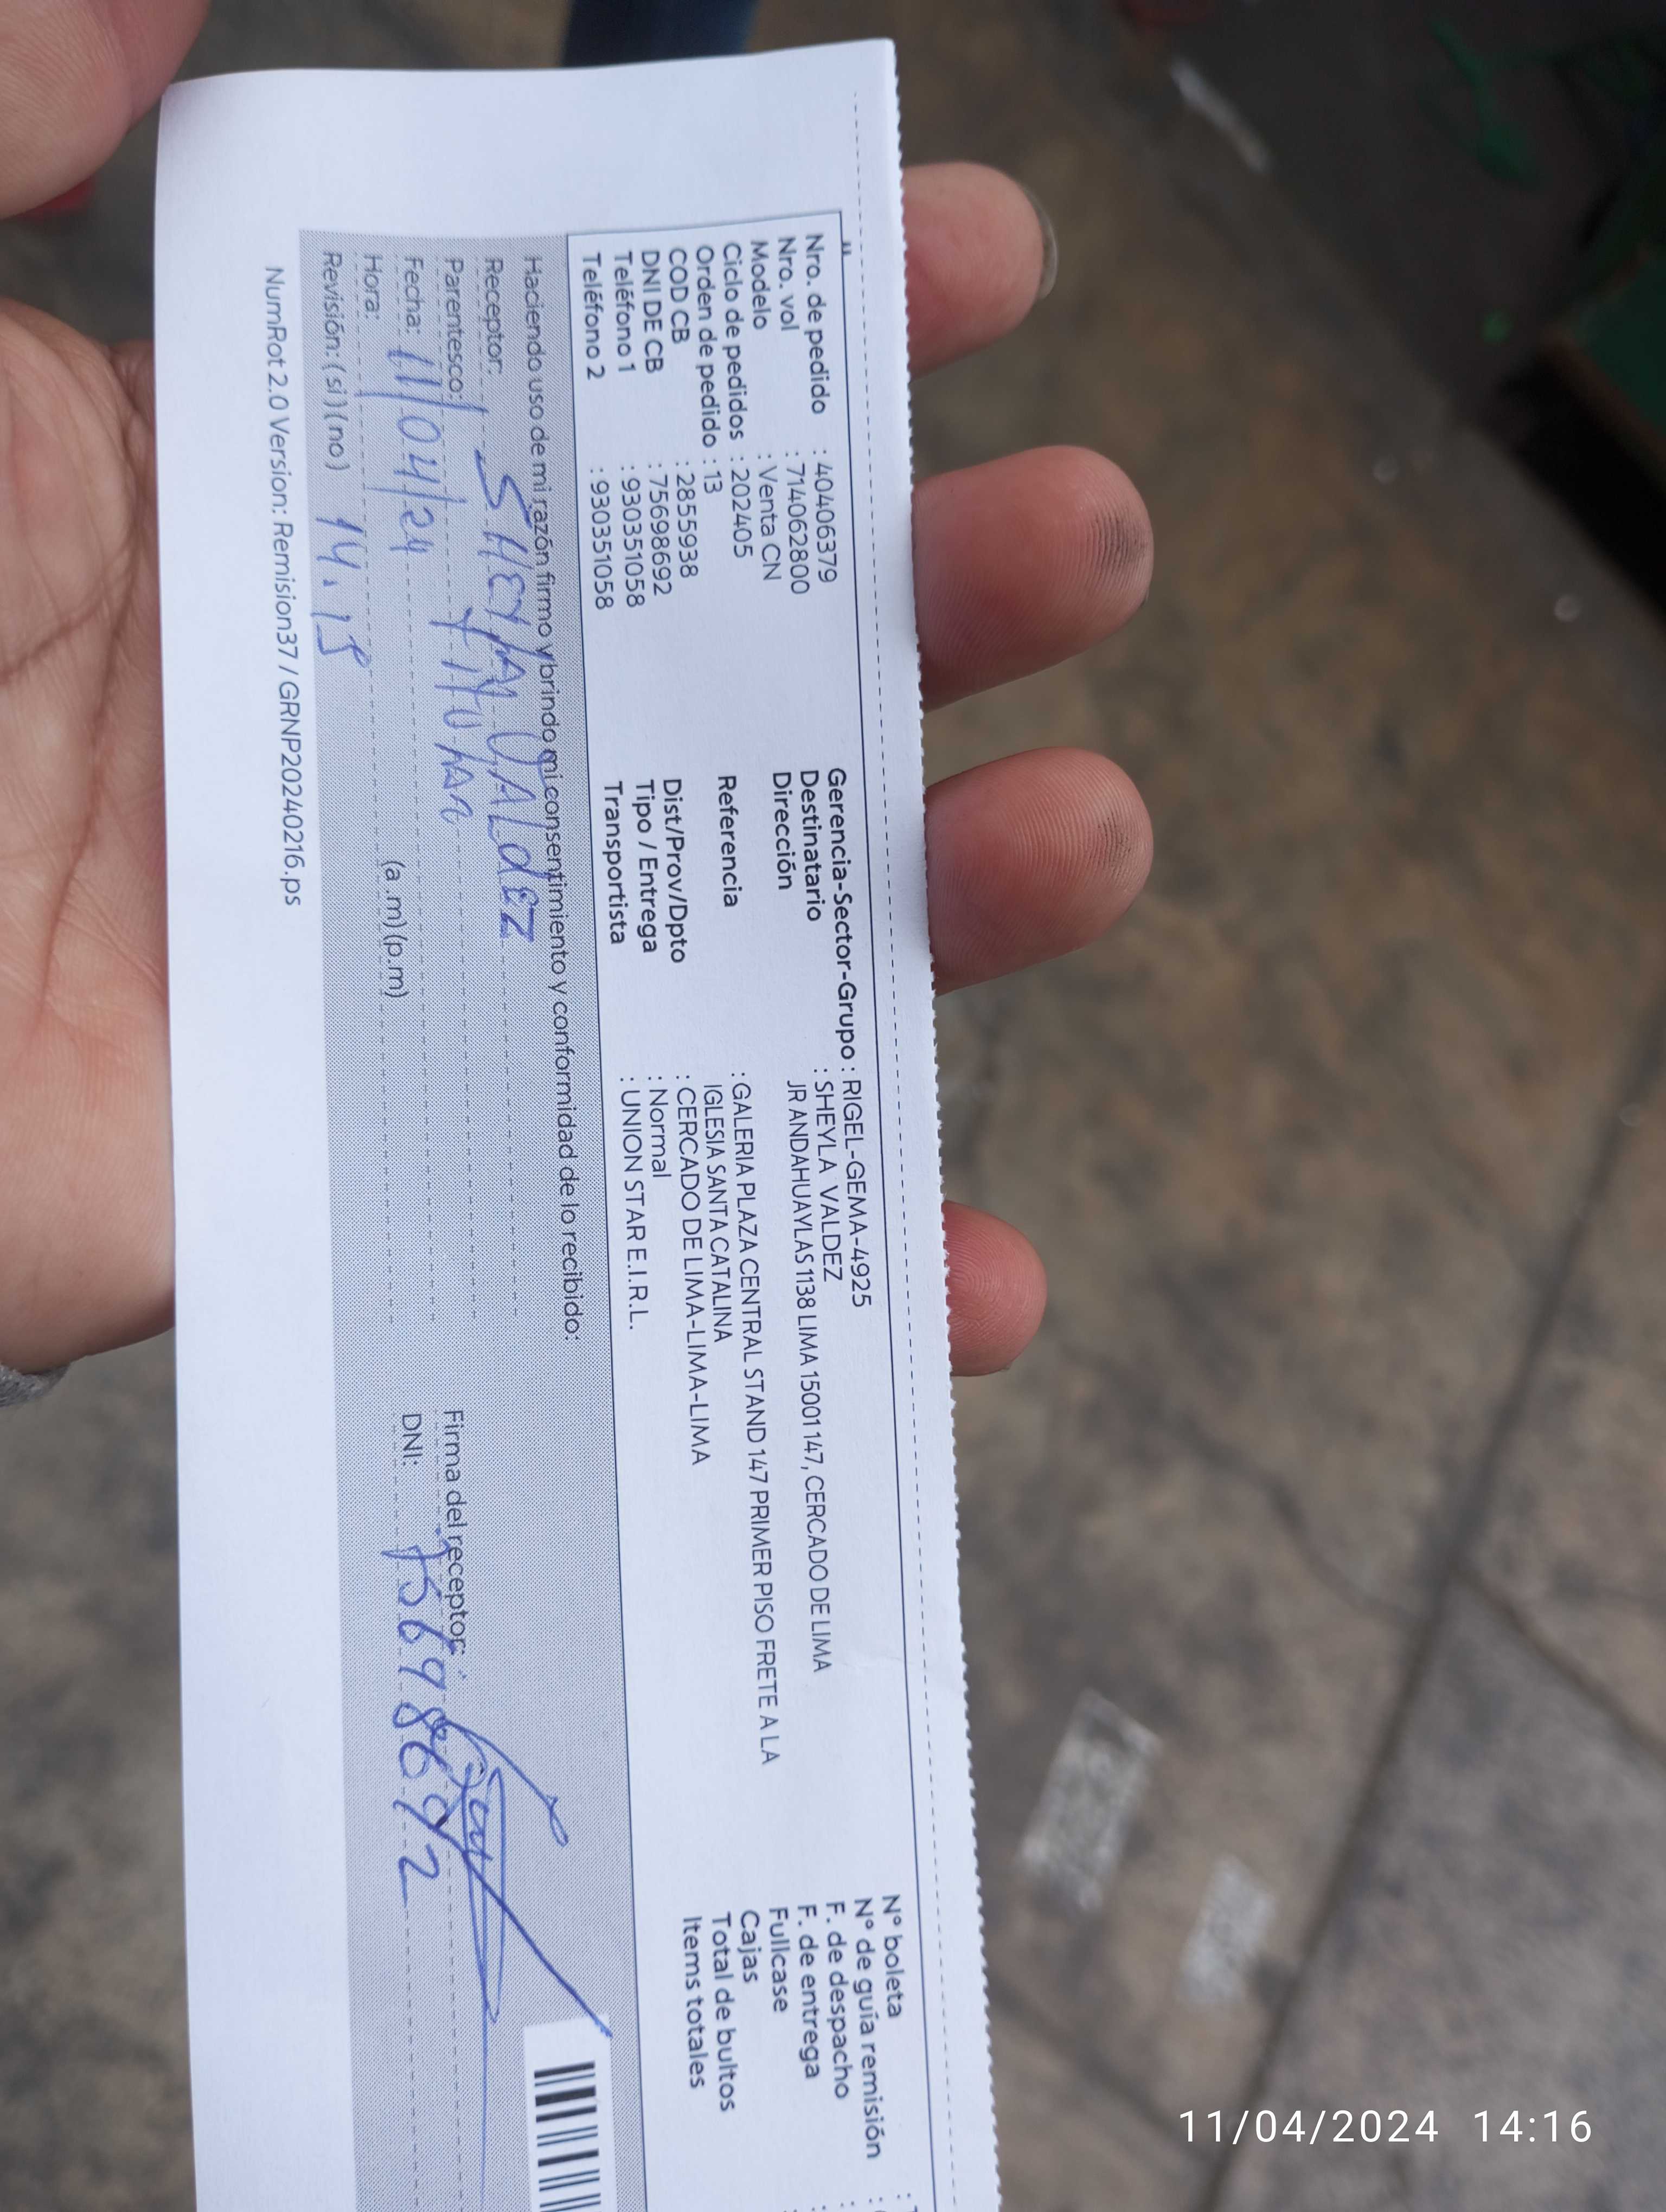 Nro. de pedido : 40406379
Nro. vol : 714062800
Modelo : Venta CN
Ciclo de pedidos : 202405
Orden de pedido : 13
COD CB : 2855938
DNI DE CB : 75698692
Teléfono 1 : 930351058
Teléfono 2 : 930351058
Gerencia-Sector-Grupo : RIGEL-GEMA-4925
Destinatario : SHEYLA VALDEZ
Dirección JR ANDAHUAYLAS 1138 LIMA 15001 147, CERCADO DE LIMA
Referencia : GALERIA PLAZA CENTRAL STAND 147 PRIMER PISO FRETE A LA
IGLESIA SANTA CATALINA
Dist/Prov/Dpto : CERCADO DE LIMA-LIMA-LIMA
Tipo / Entrega : Normal
Transportista : UNION STAR E.I.R.L.
N° boleta
N° de guía remisión
F. de despacho
F. de entrega
Fullcase
Cajas
Total de bultos
Items totales
Haciendo uso de mi razón firmo y brindo mi consentimiento y conformidad de lo recibido:
Receptor: SHEYLA VALdEZ
Parentesco:
Fecha: 11/04/24
Hora: 14.15 (a.m) (p.m)
Revisión: (si) (no)
Firma del receptor:
DNI: 75698692
NumRot 2.0 Version: Remision37 / GRNP20240216.ps
11/04/2024 14:16